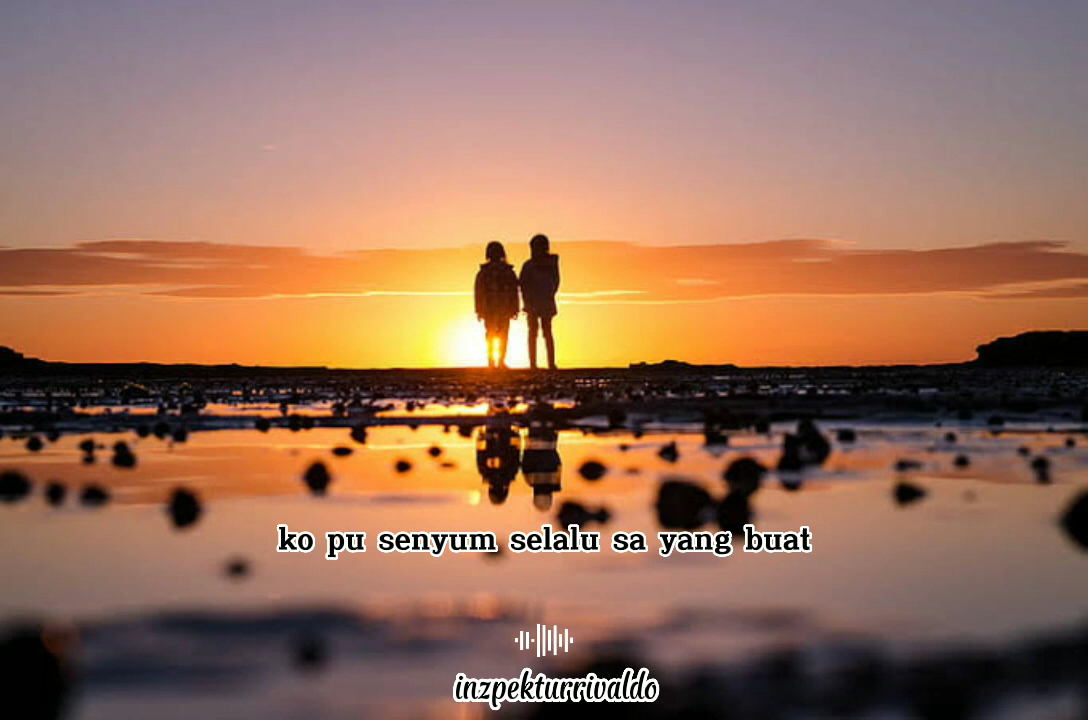 ko pu senyum selalu sa yang buat
inzpekturrivaldo